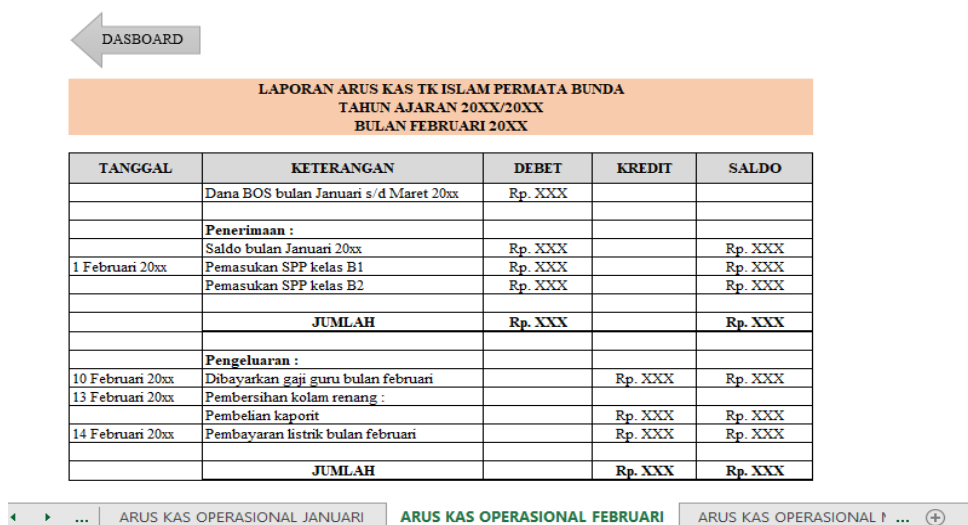 DASBOARD
LAPORAN ARUS KAS TK ISLAM PERMATA BUNDA
TAHUN AJARAN 20XX/20XX
BULAN FEBRUARI 20XX
TANGGAL KETERANGAN DEBET KREDIT SALDO
Dana BOS bulan Januari s/d Maret 20xx Rp. XXX
Penerimaan :
Saldo bulan Januari 20xx Rp. XXX Rp. XXX
1 Februari 20xx Pemasukan SPP kelas B1 Rp. XXX Rp. XXX
Pemasukan SPP kelas B2 Rp. XXX Rp. XXX
JUMLAH Rp. XXX Rp. XXX
Pengeluaran :
10 Februari 20xx Dibayarkan gaji guru bulan februari Rp. XXX Rp. XXX
13 Februari 20xx Pembersihan kolam renang :
Pembelian kaporit Rp. XXX Rp. XXX
14 Februari 20xx Pembayaran listrik bulan februari Rp. XXX Rp. XXX
JUMLAH Rp. XXX Rp. XXX
... ARUS KAS OPERASIONAL JANUARI ARUS KAS OPERASIONAL FEBRUARI ARUS KAS OPERASIONAL ...